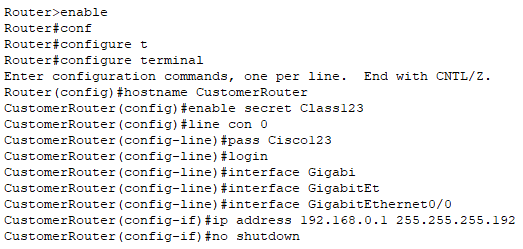 Router>enable
Router#conf
Router#configure t
Router#configure terminal
Enter configuration commands, one per line.  End with CNTL/Z.
Router(config)#hostname CustomerRouter
CustomerRouter(config)#enable secret Class123
CustomerRouter(config)#line con 0
CustomerRouter(config-line)#pass Cisco123
CustomerRouter(config-line)#login
CustomerRouter(config-line)#interface Gigabi
CustomerRouter(config-line)#interface GigabitEt
CustomerRouter(config-line)#interface GigabitEthernet0/0
CustomerRouter(config-if)#ip address 192.168.0.1 255.255.255.192
CustomerRouter(config-if)#no shutdown